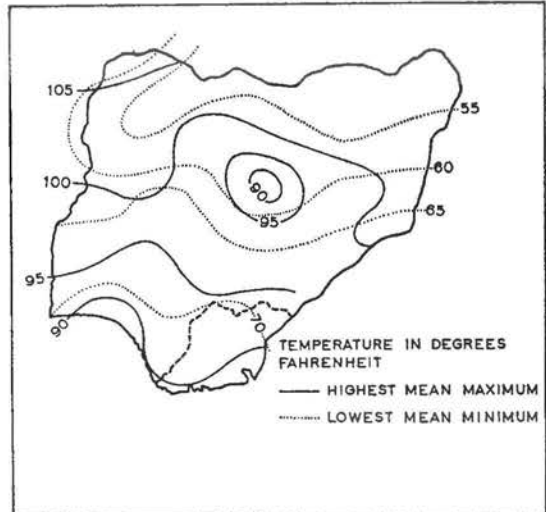 105
55
100
60
90
95
65
95
90
70
TEMPERATURE IN DEGREES
FAHRENHEIT
HIGHEST MEAN MAXIMUM
LOWEST MEAN MINIMUM